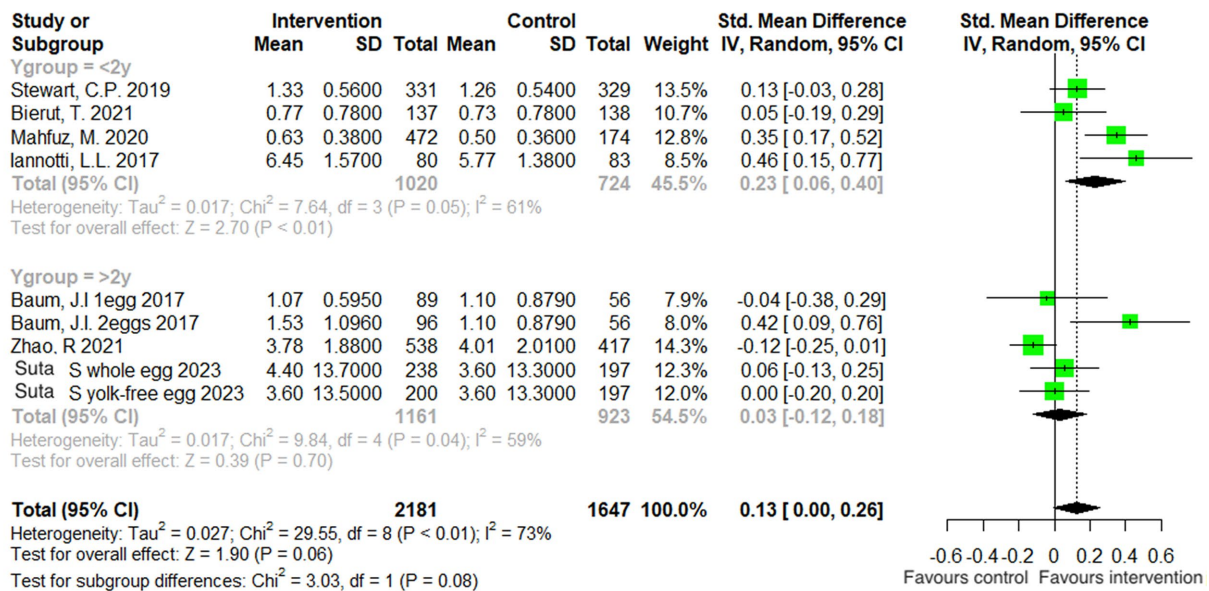 Study or Intervention Control Std. Mean Difference Std. Mean Difference
Subgroup Mean SD Total Mean SD Total Weight IV, Random, 95% CI IV, Random, 95% CI
Ygroup = <2y
Stewart, C.P. 2019 1.33 0.5600 331 1.26 0.5400 329 13.5% 0.13 [-0.03, 0.28]
Bierut, T. 2021 0.77 0.7800 137 0.73 0.7800 138 10.7% 0.05 [-0.19, 0.29]
Mahfuz, M. 2020 0.63 0.3800 472 0.50 0.3600 174 12.8% 0.35 [0.17, 0.52]
Iannotti, L.L. 2017 6.45 1.5700 80 5.77 1.3800 83 8.5% 0.46 [0.15, 0.77]
Total (95% CI) 1020 724 45.5% 0.23 [ 0.06, 0.40]
Heterogeneity: Tau² = 0.017; Chi² = 7.64, df = 3 (P = 0.05); I² = 61%
Test for overall effect: Z = 2.70 (P < 0.01)
Ygroup = >2y
Baum, J.I 1egg 2017 1.07 0.5950 89 1.10 0.8790 56 7.9% -0.04 [-0.38, 0.29]
Baum, J.I. 2eggs 2017 1.53 1.0960 96 1.10 0.8790 56 8.0% 0.42 [0.09, 0.76]
Zhao, R 2021 3.78 1.8800 538 4.01 2.0100 417 14.3% -0.12 [-0.25, 0.01]
Suta S whole egg 2023 4.40 13.7000 238 3.60 13.3000 197 12.3% 0.06 [-0.13, 0.25]
Suta S yolk-free egg 2023 3.60 13.5000 200 3.60 13.3000 197 12.0% 0.00 [-0.20, 0.20]
Total (95% CI) 1161 923 54.5% 0.03 [-0.12, 0.18]
Heterogeneity: Tau² = 0.017; Chi² = 9.84, df = 4 (P = 0.04); I² = 59%
Test for overall effect: Z = 0.39 (P = 0.70)
Total (95% CI) 2181 1647 100.0% 0.13 [ 0.00, 0.26]
Heterogeneity: Tau² = 0.027; Chi² = 29.55, df = 8 (P < 0.01); I² = 73%
Test for overall effect: Z = 1.90 (P = 0.06)
-0.6 -0.4 -0.2 0 0.2 0.4 0.6
Test for subgroup differences: Chi² = 3.03, df = 1 (P = 0.08)
Favours control Favours intervention